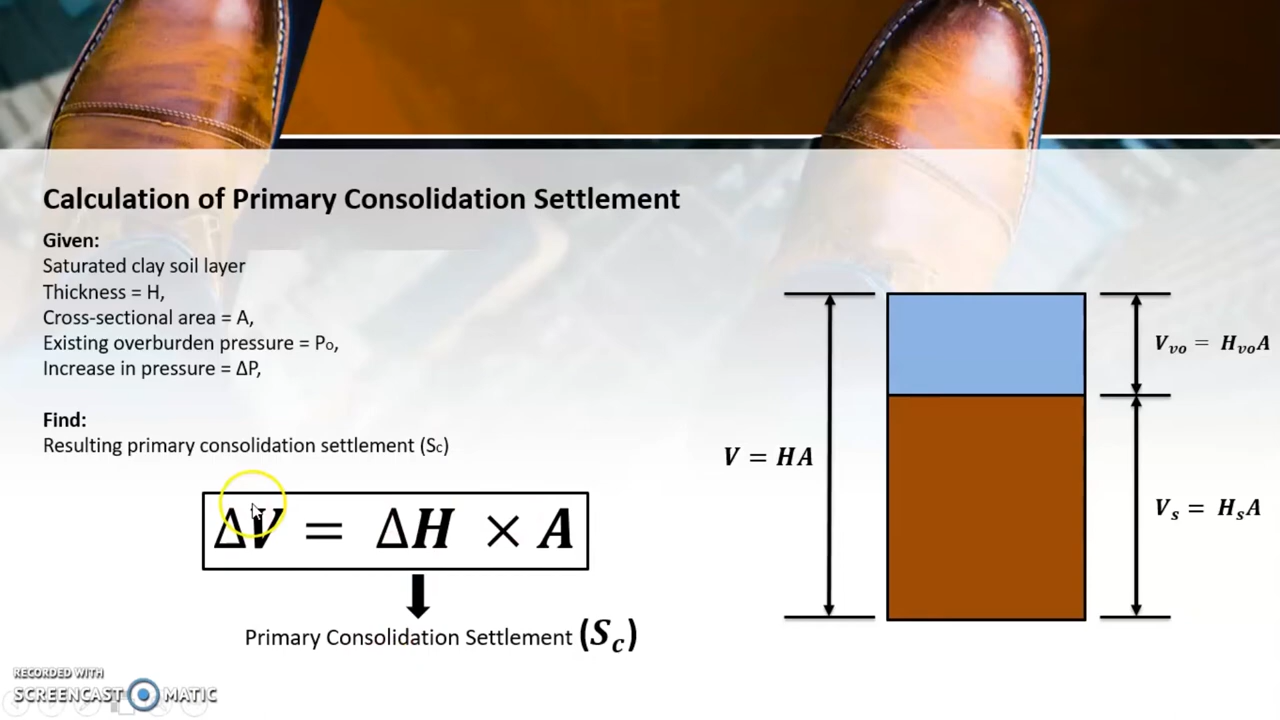 Calculation of Primary Consolidation Settlement
Given:
Saturated clay soil layer
Thickness = H,
Cross-sectional area = A,
Existing overburden pressure = Po,
Increase in pressure = ΔP,
Find:
Resulting primary consolidation settlement (Sc)
ΔV = ΔH × A
Primary Consolidation Settlement (Sc)
V = HA
Vvo = HvoA
Vs = HsA
RECORDED WITH
SCREENCAST MATIC